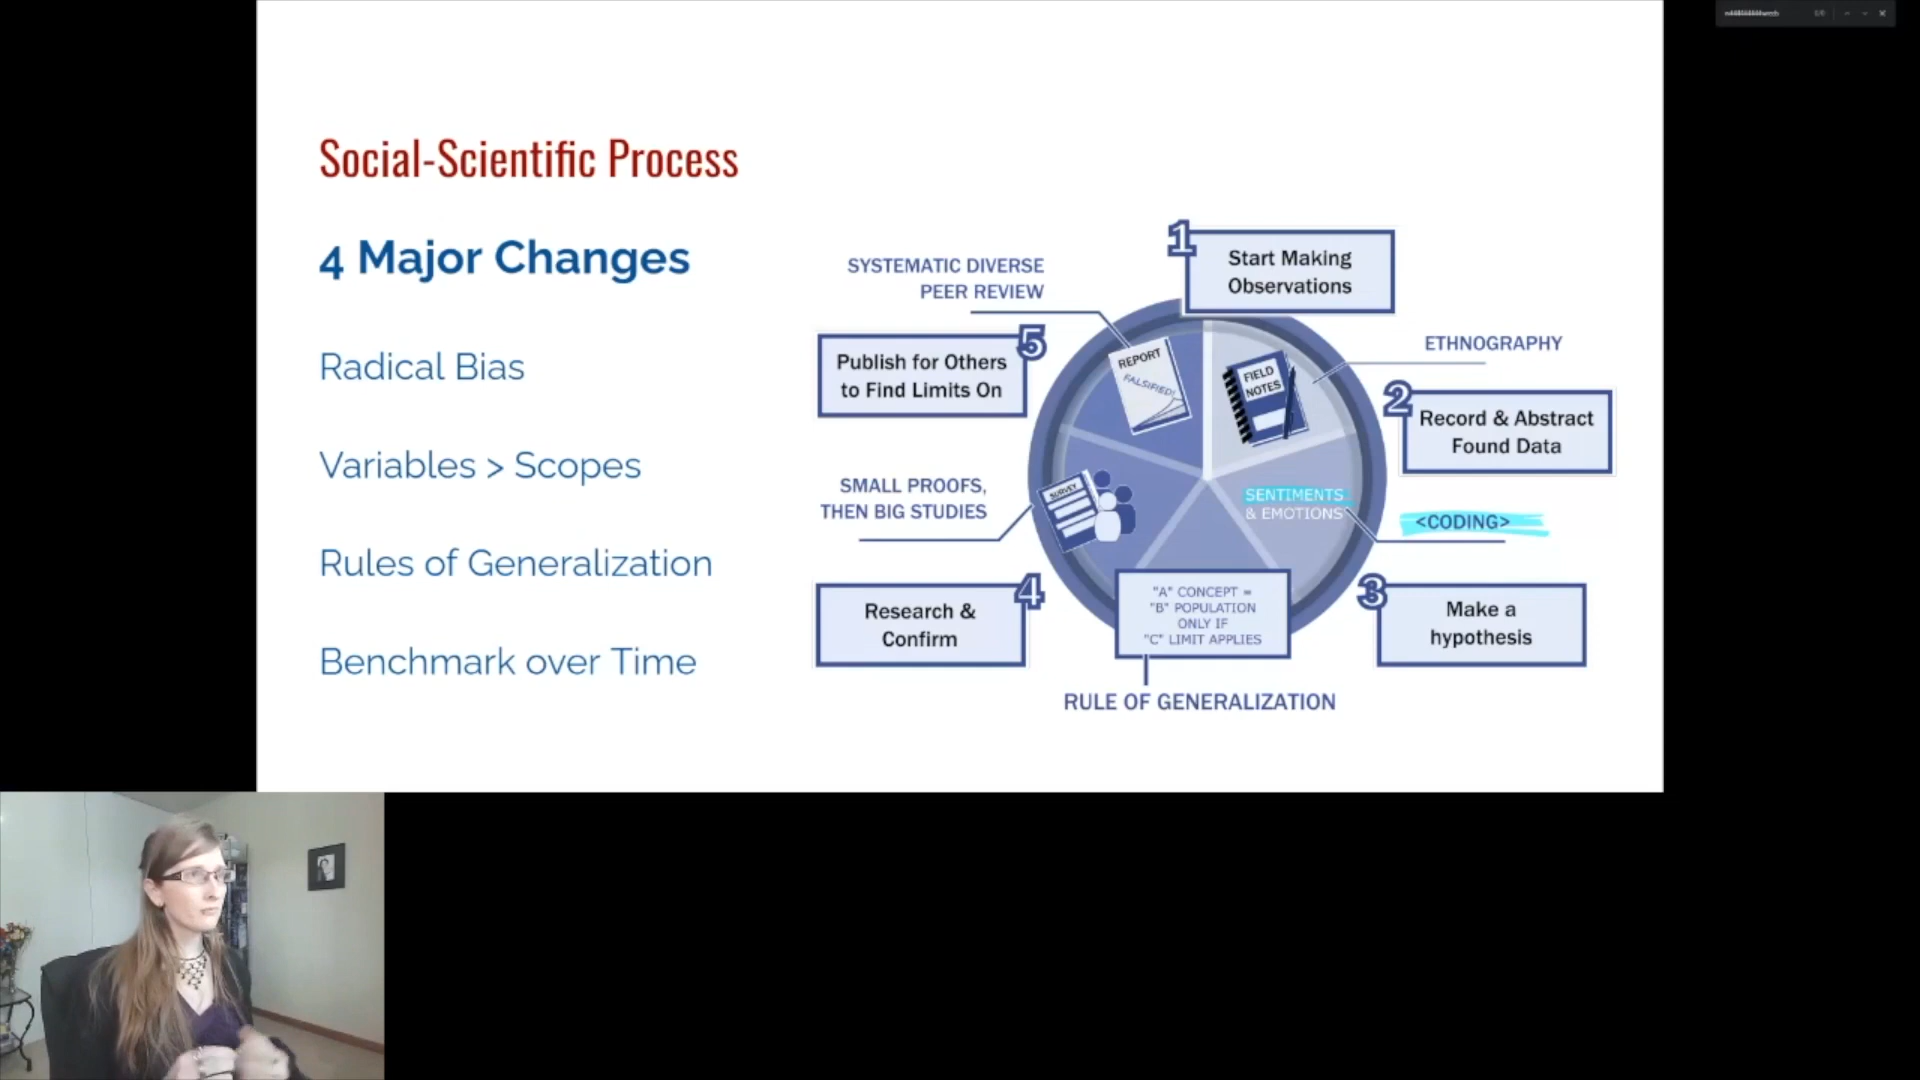 Social-Scientific Process
4 Major Changes
Radical Bias
Variables > Scopes
Rules of Generalization
Benchmark over Time
1
Start Making
Observations
ETHNOGRAPHY
FIELD
NOTES
2
Record & Abstract
Found Data
<CODING>
SENTIMENTS
& EMOTIONS
3
Make a
hypothesis
"A" CONCEPT =
"B" POPULATION
ONLY IF
"C" LIMIT APPLIES
RULE OF GENERALIZATION
4
Research &
Confirm
SMALL PROOFS,
THEN BIG STUDIES
SURVEY
5
Publish for Others
to Find Limits On
SYSTEMATIC DIVERSE
PEER REVIEW
REPORT
FALSIFIED!